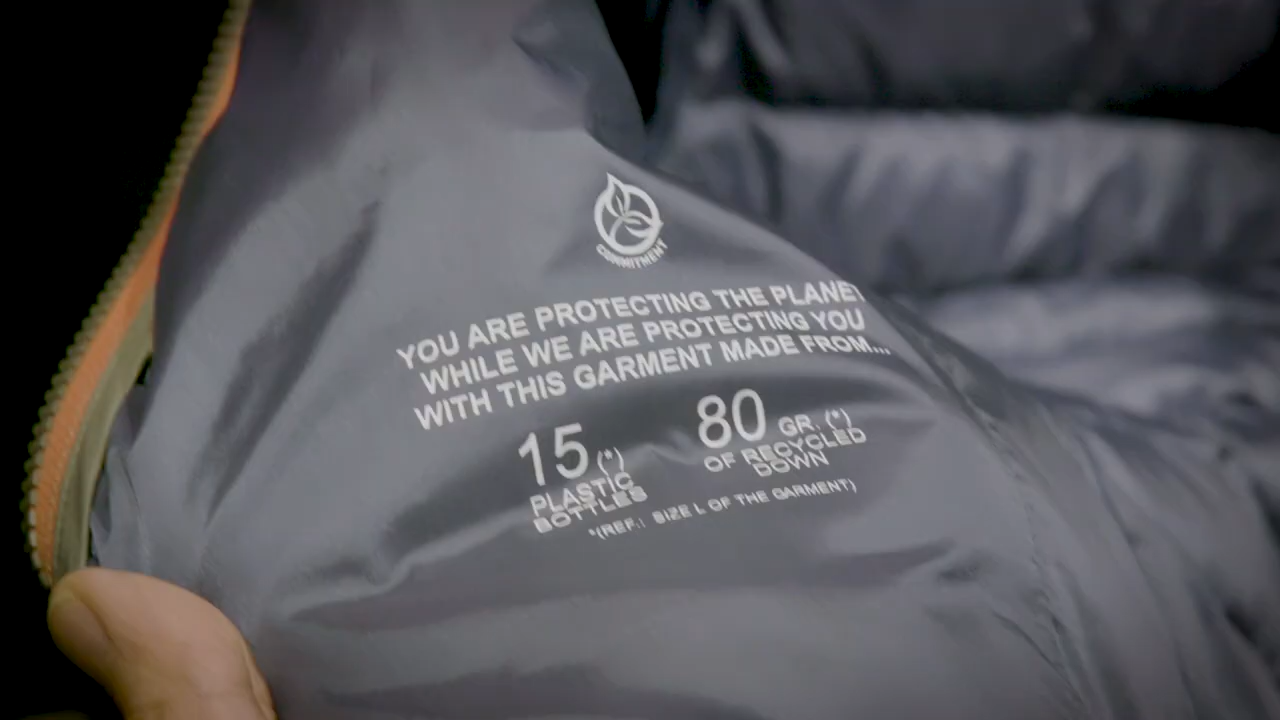 COMMITMENT
YOU ARE PROTECTING THE PLANET
WHILE WE ARE PROTECTING YOU
WITH THIS GARMENT MADE FROM...
15 (*)
PLASTIC
BOTTLES
80 GR. (*)
OF RECYCLED
DOWN
*(REF.: SIZE L OF THE GARMENT)